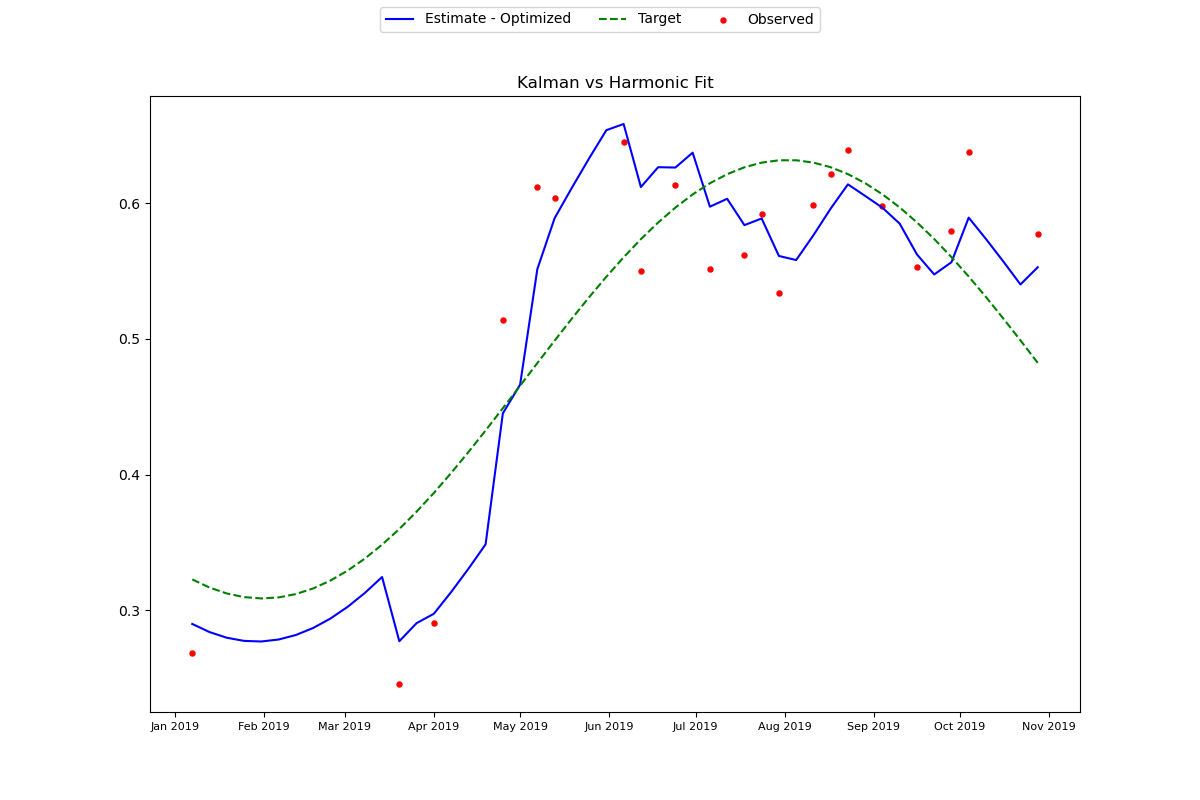 Estimate - Optimized Target Observed
Kalman vs Harmonic Fit
0.6
0.5
0.4
0.3
Jan 2019 Feb 2019 Mar 2019 Apr 2019 May 2019 Jun 2019 Jul 2019 Aug 2019 Sep 2019 Oct 2019 Nov 2019